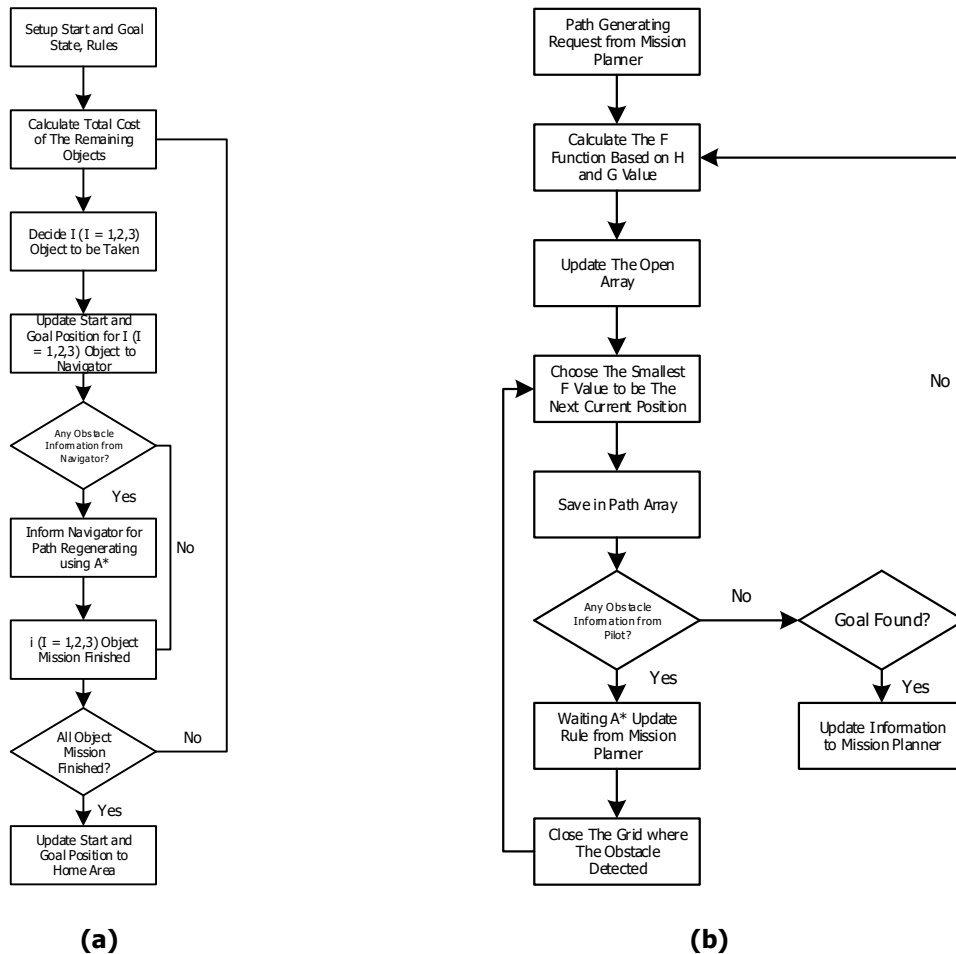 Setup Start and Goal
State, Rules
Calculate Total Cost
of The Remaining
Objects
Decide I (I = 1,2,3)
Object to be Taken
Update Start and
Goal Position for I (I
= 1,2,3) Object to
Navigator
Any Obstacle
Information from
Navigator?
Yes
Inform Navigator for
Path Regenerating
using A*
No
i (I = 1,2,3) Object
Mission Finished
All Object
Mission
Finished?
No
Yes
Update Start and
Goal Position to
Home Area
(a)
Path Generating
Request from Mission
Planner
Calculate The F
Function Based on H
and G Value
Update The Open
Array
Choose The Smallest
F Value to be The
Next Current Position
No
Save in Path Array
Any Obstacle
Information from
Pilot?
No
Goal Found?
Yes
Yes
Waiting A* Update
Rule from Mission
Planner
Update Information
to Mission Planner
Close The Grid where
The Obstacle
Detected
(b)